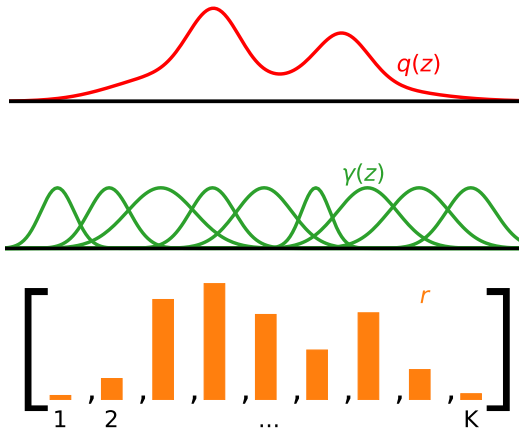 q(z)
γ(z)
r
[ , , , , , , , , ]
1 2 ... K